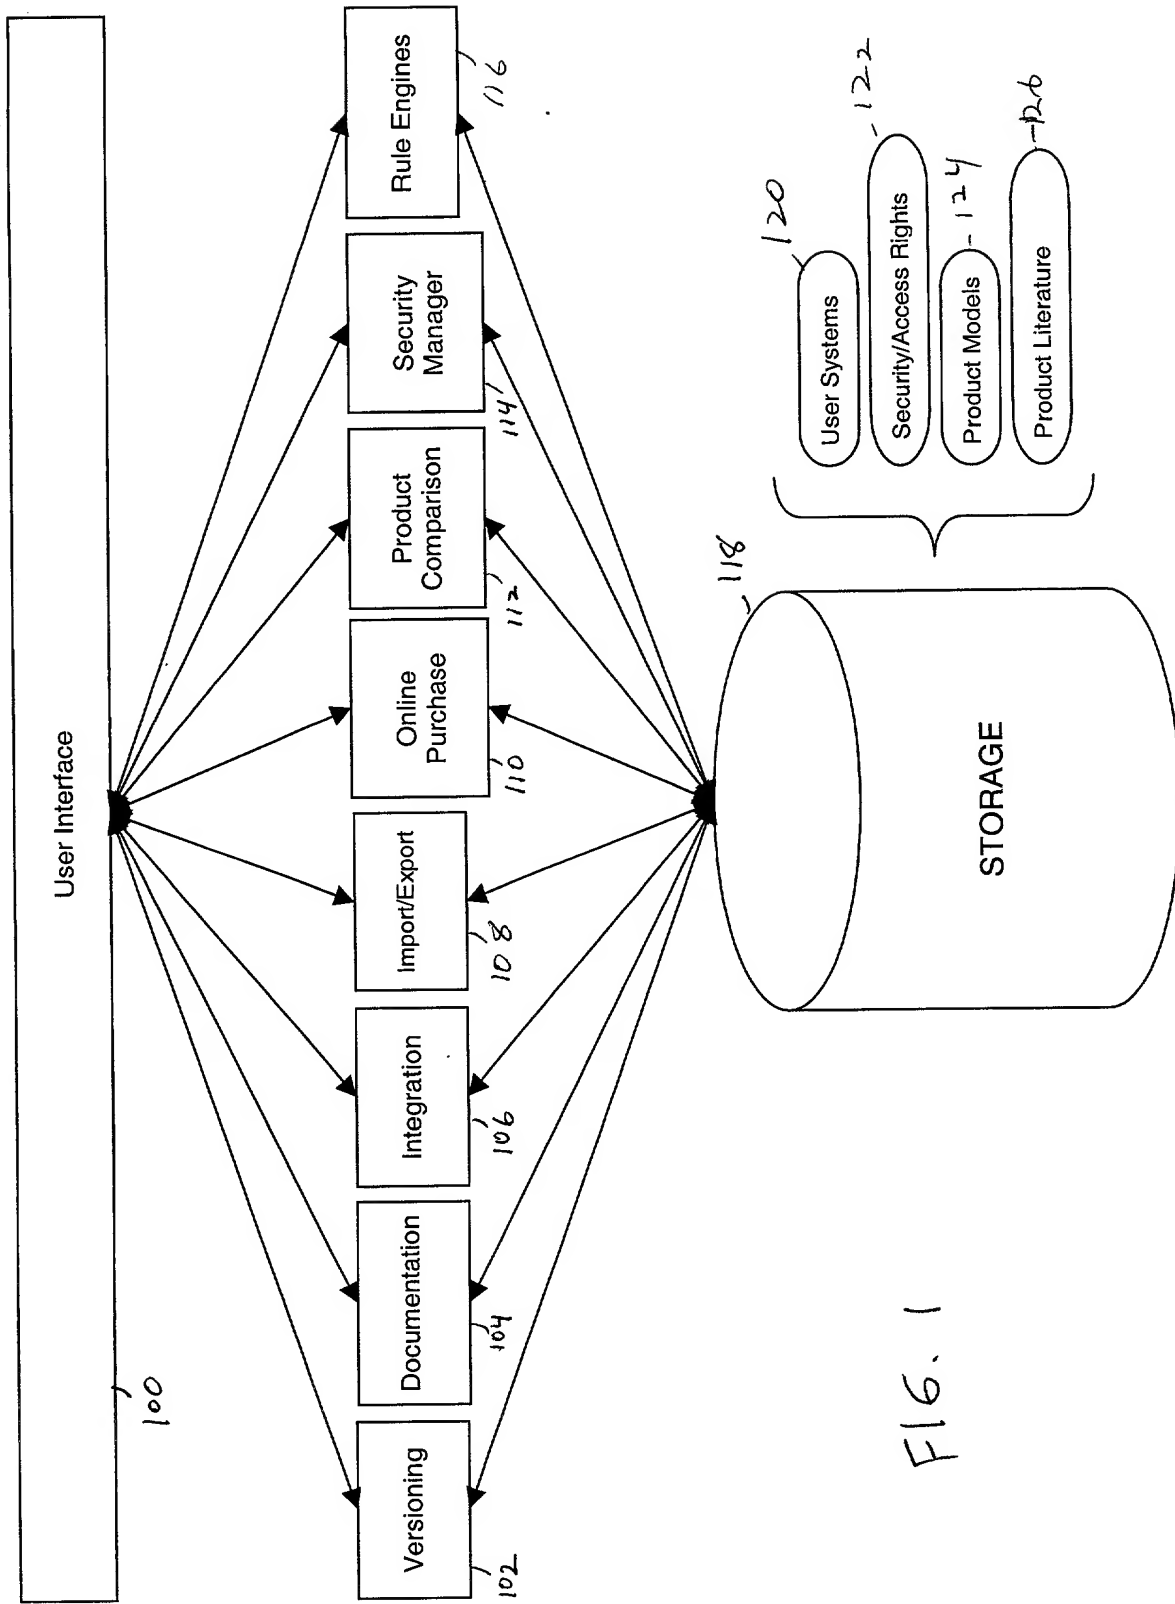 User Interface
100
Versioning
102
Documentation
104
Integration
106
Import/Export
108
Online
Purchase
110
Product
Comparison
112
Security
Manager
114
Rule Engines
116
118
STORAGE
User Systems
120
Security/Access Rights
122
Product Models
124
Product Literature
126
FIG. 1